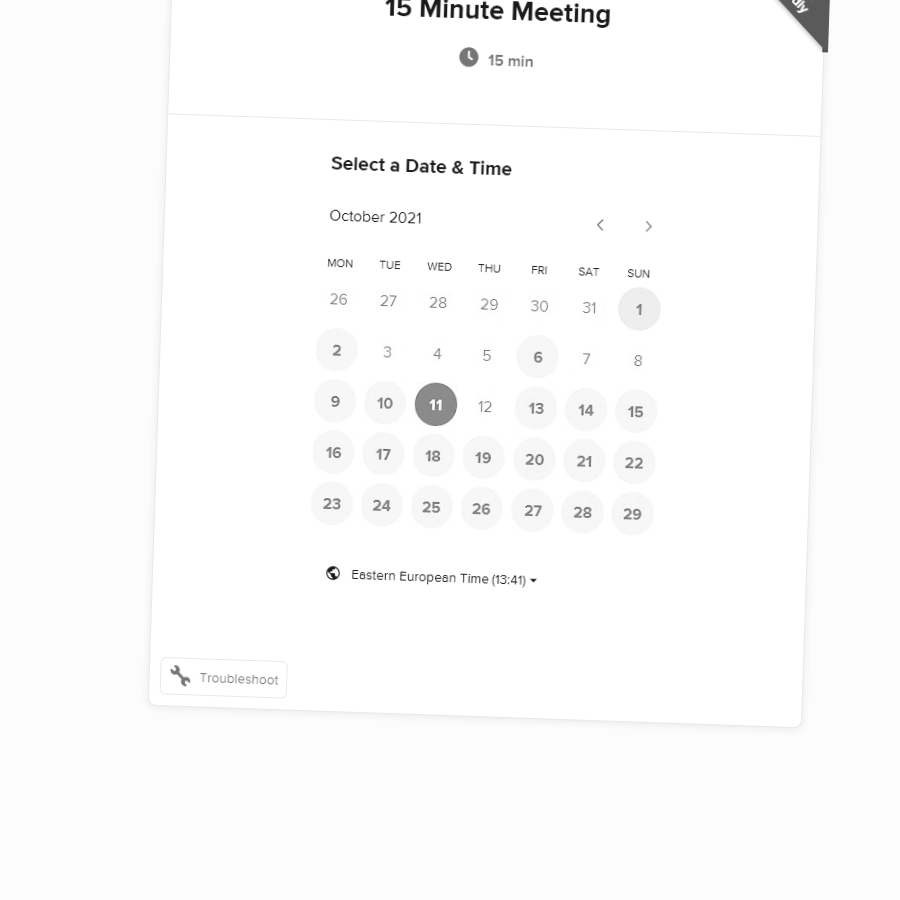 15 Minute Meeting
15 min
Select a Date & Time
October 2021
MON TUE WED THU FRI SAT SUN
26 27 28 29 30 31 1
2 3 4 5 6 7 8
9 10 11 12 13 14 15
16 17 18 19 20 21 22
23 24 25 26 27 28 29
Eastern European Time (13:41)
Troubleshoot